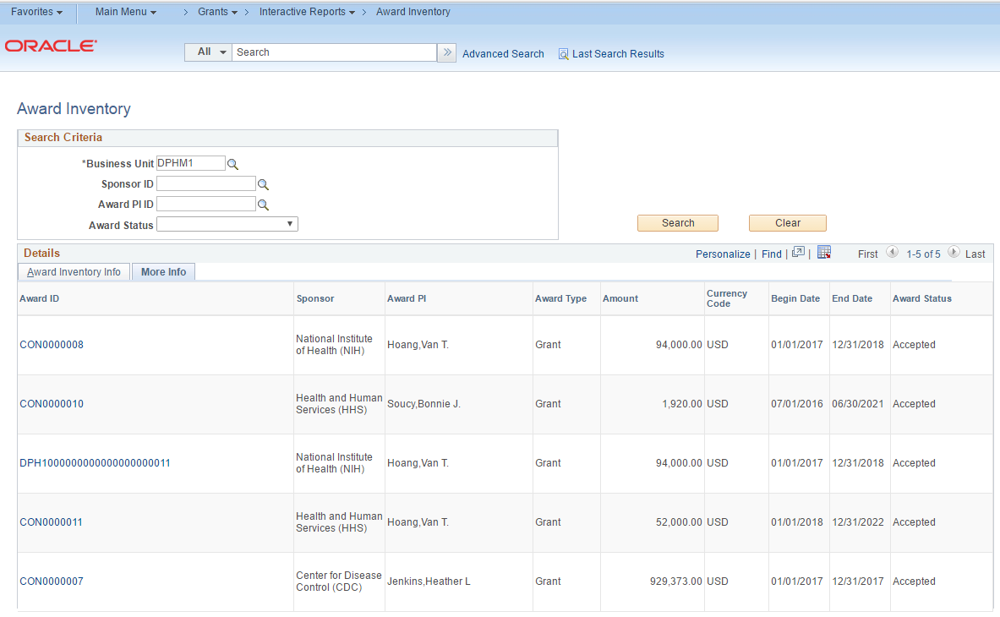 Favorites Main Menu > Grants > Interactive Reports > Award Inventory
ORACLE
All Search » Advanced Search Last Search Results
Award Inventory
Search Criteria
*Business Unit DPHM1
Sponsor ID
Award PI ID
Award Status
Search Clear
Details Personalize | Find | | First 1-5 of 5 Last
Award Inventory Info More Info
Award ID Sponsor Award PI Award Type Amount Currency Code Begin Date End Date Award Status
CON0000008 National Institute of Health (NIH) Hoang,Van T. Grant 94,000.00 USD 01/01/2017 12/31/2018 Accepted
CON0000010 Health and Human Services (HHS) Soucy,Bonnie J. Grant 1,920.00 USD 07/01/2016 06/30/2021 Accepted
DPH1000000000000000000011 National Institute of Health (NIH) Hoang,Van T. Grant 94,000.00 USD 01/01/2017 12/31/2018 Accepted
CON0000011 Health and Human Services (HHS) Hoang,Van T. Grant 52,000.00 USD 01/01/2018 12/31/2022 Accepted
CON0000007 Center for Disease Control (CDC) Jenkins,Heather L Grant 929,373.00 USD 01/01/2017 12/31/2017 Accepted